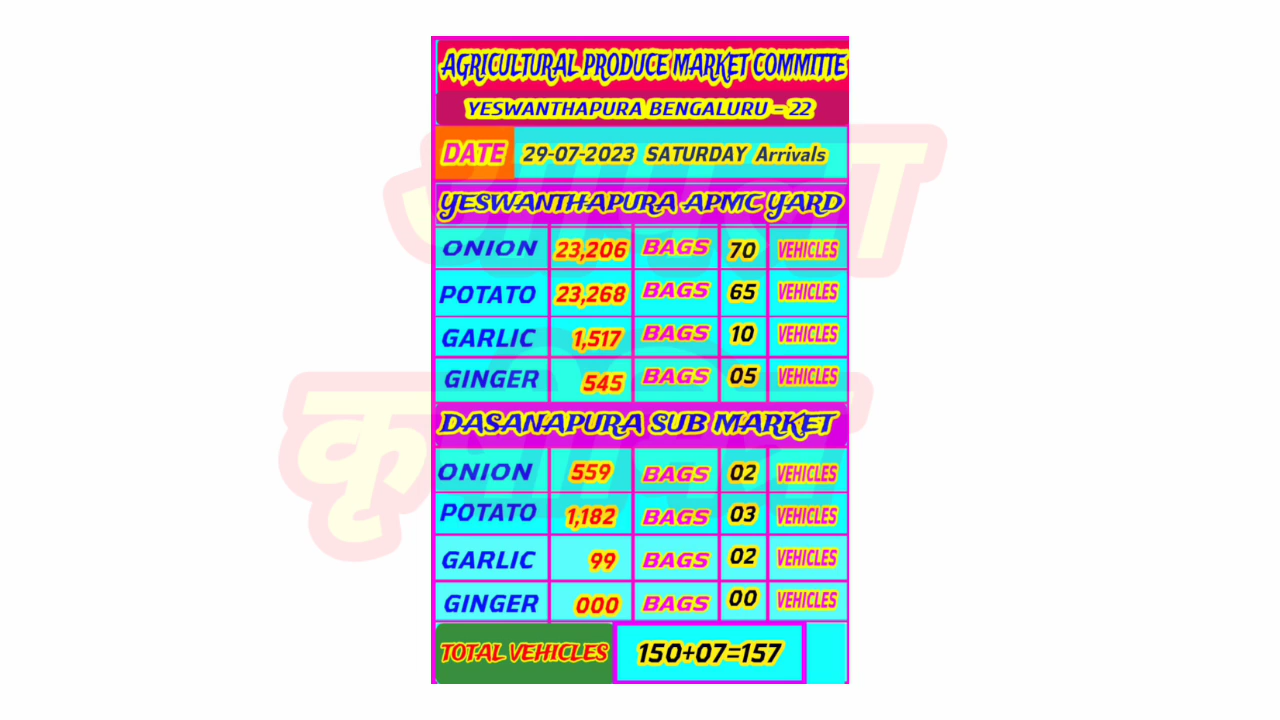 AGRICULTURAL PRODUCE MARKET COMMITTE
YESWANTHAPURA BENGALURU - 22
DATE 29-07-2023 SATURDAY Arrivals
YESWANTHAPURA APMC YARD
ONION 23,206 BAGS 70 VEHICLES
POTATO 23,268 BAGS 65 VEHICLES
GARLIC 1,517 BAGS 10 VEHICLES
GINGER 545 BAGS 05 VEHICLES
DASANAPURA SUB MARKET
ONION 559 BAGS 02 VEHICLES
POTATO 1,182 BAGS 03 VEHICLES
GARLIC 99 BAGS 02 VEHICLES
GINGER 000 BAGS 00 VEHICLES
TOTAL VEHICLES 150+07=157